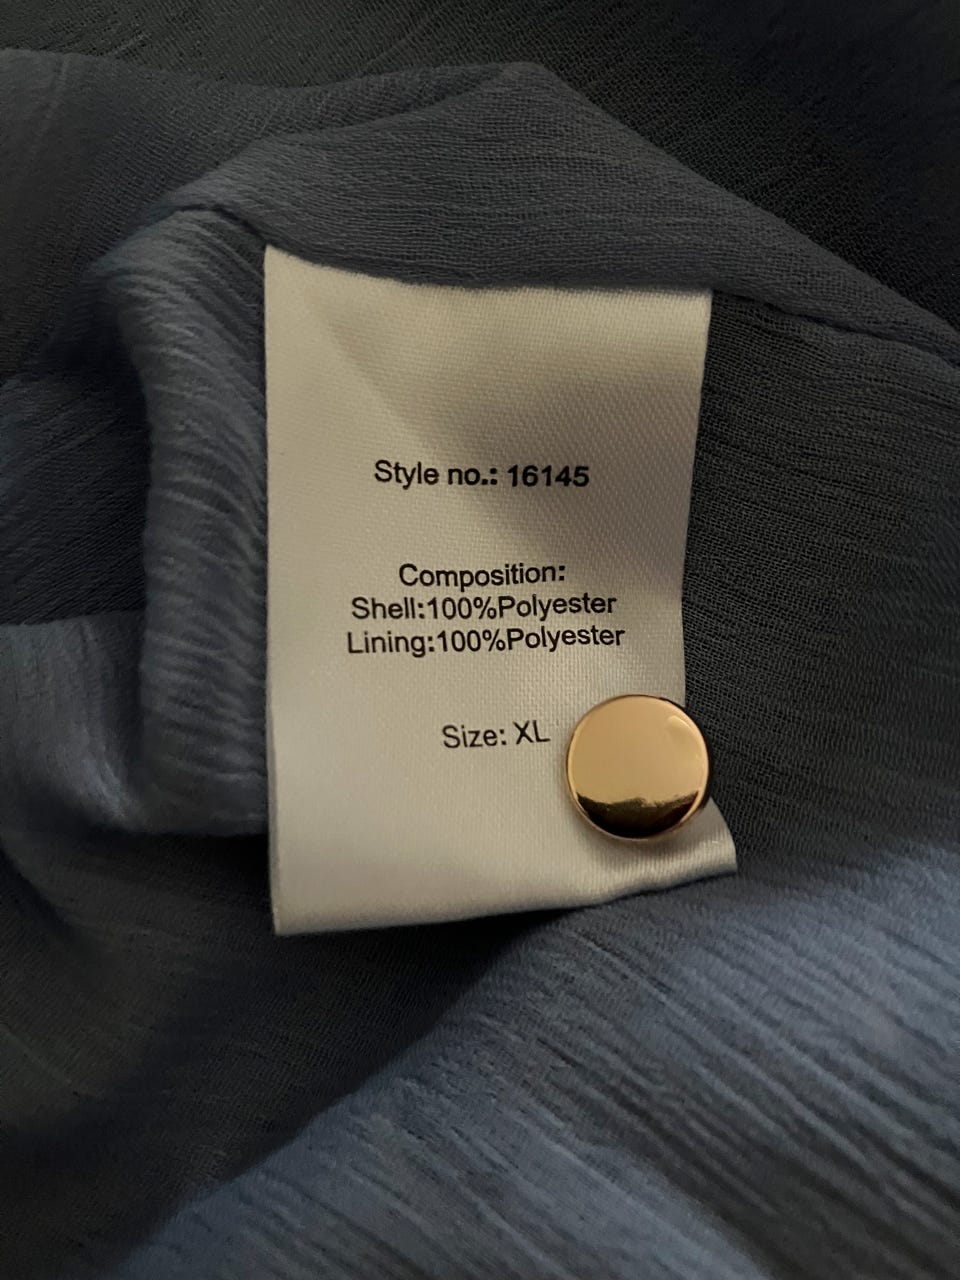 Style no.: 16145
Composition:
Shell:100%Polyester
Lining:100%Polyester
Size: XL